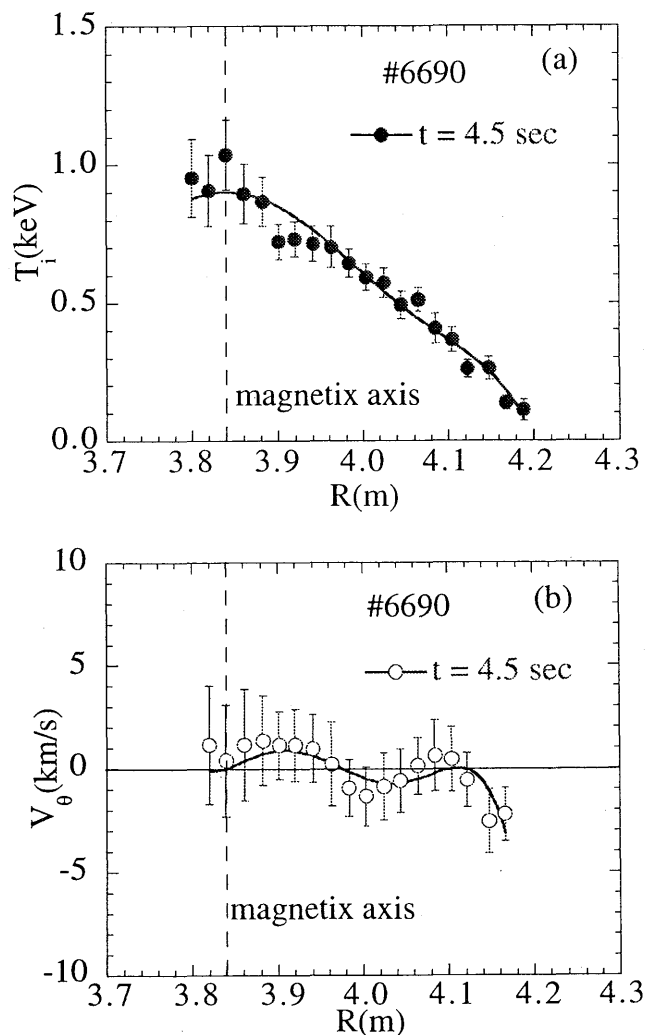 1.5
#6690
(a)
t = 4.5 sec
1.0
T_i(keV)
0.5
magnetix axis
0.0
3.7 3.8 3.9 4.0 4.1 4.2 4.3
R(m)
10
#6690
(b)
t = 4.5 sec
5
0
V_θ(km/s)
-5
magnetix axis
-10
3.7 3.8 3.9 4.0 4.1 4.2 4.3
R(m)